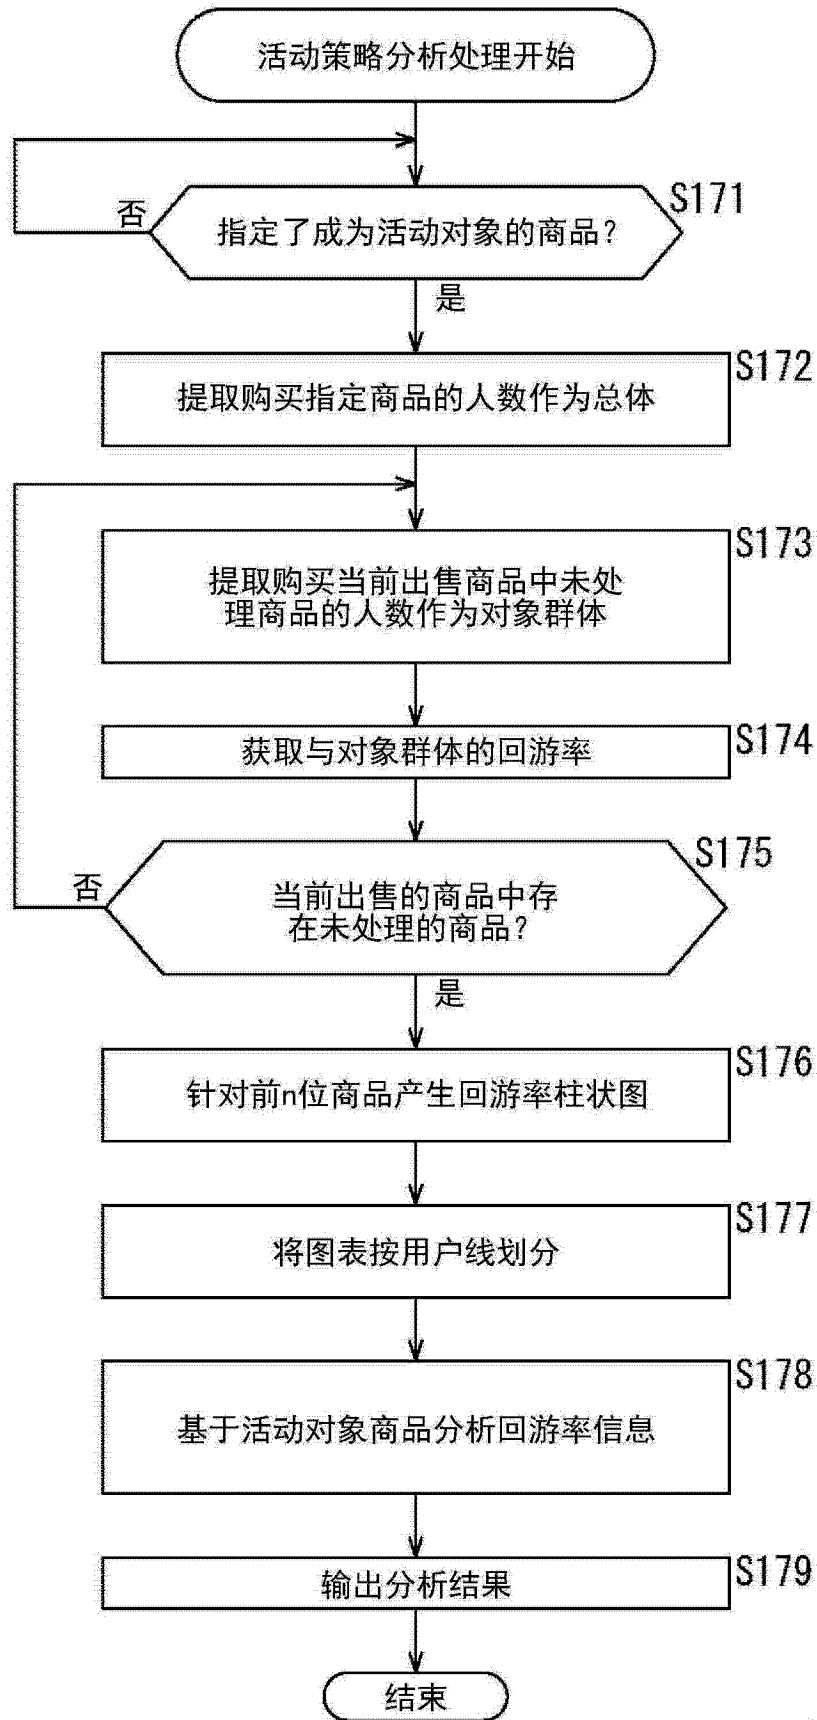 活动策略分析处理开始
S171
否
指定了成为活动对象的商品？
是
S172
提取购买指定商品的人数作为总体
S173
提取购买当前出售商品中未处
理商品的人数作为对象群体
S174
获取与对象群体的回游率
S175
否
当前出售的商品中存
在未处理的商品？
是
S176
针对前n位商品产生回游率柱状图
S177
将图表按用户线划分
S178
基于活动对象商品分析回游率信息
S179
输出分析结果
结束